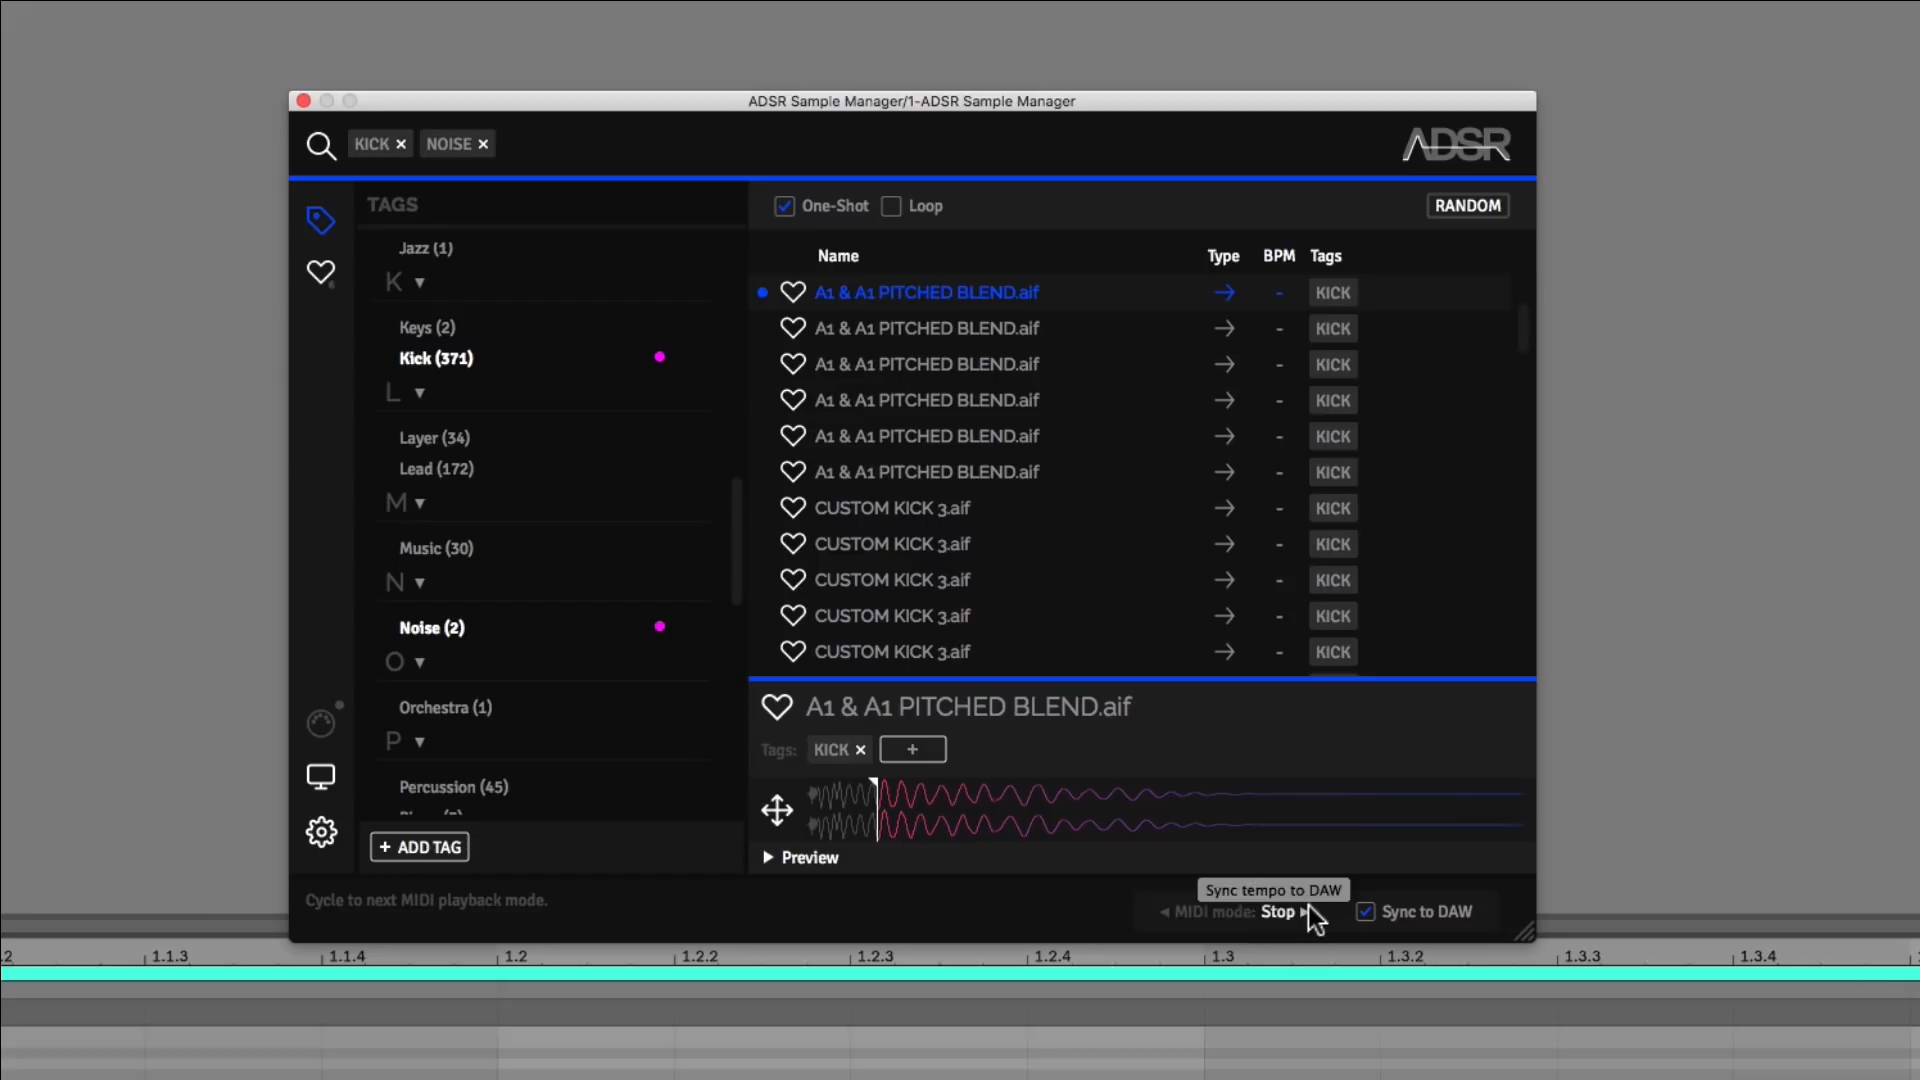 ADSR Sample Manager/1-ADSR Sample Manager
KICK × NOISE ×
ADSR
TAGS
One-Shot Loop
RANDOM
Jazz (1)
K ▼
Keys (2)
Kick (371)
L ▼
Layer (34)
Lead (172)
M ▼
Music (30)
N ▼
Noise (2)
O ▼
Orchestra (1)
P ▼
Percussion (45)
+ ADD TAG
Name Type BPM Tags
A1 & A1 PITCHED BLEND.aif - KICK
A1 & A1 PITCHED BLEND.aif - KICK
A1 & A1 PITCHED BLEND.aif - KICK
A1 & A1 PITCHED BLEND.aif - KICK
A1 & A1 PITCHED BLEND.aif - KICK
A1 & A1 PITCHED BLEND.aif - KICK
CUSTOM KICK 3.aif - KICK
CUSTOM KICK 3.aif - KICK
CUSTOM KICK 3.aif - KICK
CUSTOM KICK 3.aif - KICK
CUSTOM KICK 3.aif - KICK
A1 & A1 PITCHED BLEND.aif
Tags: KICK × +
Preview
Sync tempo to DAW
Cycle to next MIDI playback mode.
MIDI mode: Stop
Sync to DAW
.2 1.1.3 1.1.4 1.2 1.2.2 1.2.3 1.2.4 1.3 1.3.2 1.3.3 1.3.4